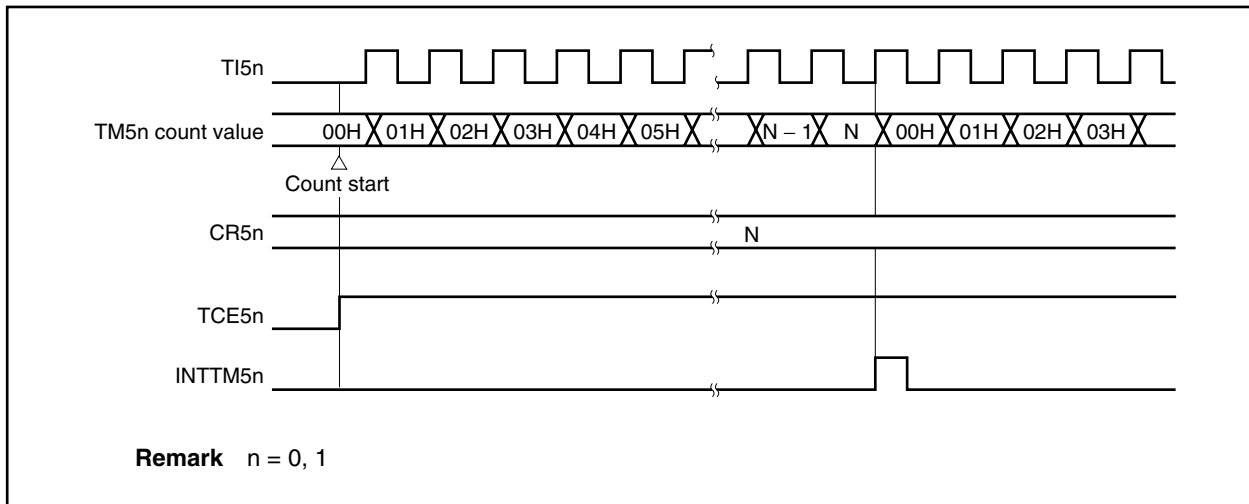 TI5n
TM5n count value 00H 01H 02H 03H 04H 05H N – 1 N 00H 01H 02H 03H
Count start
CR5n N
TCE5n
INTTM5n
Remark n = 0, 1